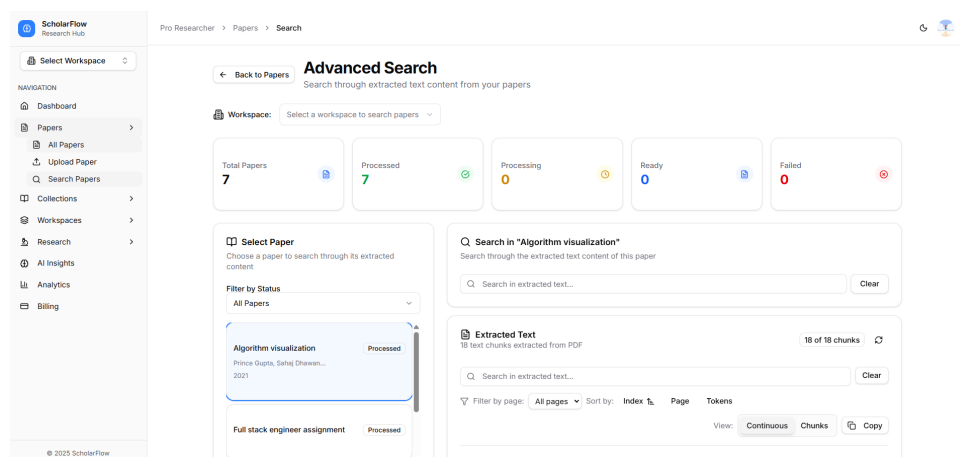 ScholarFlow
Research Hub
Select Workspace
NAVIGATION
Dashboard
Papers
All Papers
Upload Paper
Search Papers
Collections
Workspaces
Research
AI Insights
Analytics
Billing
© 2025 ScholarFlow
Pro Researcher > Papers > Search
Back to Papers
Advanced Search
Search through extracted text content from your papers
Workspace: Select a workspace to search papers
Total Papers
7
Processed
7
Processing
0
Ready
0
Failed
0
Select Paper
Choose a paper to search through its extracted
content
Filter by Status
All Papers
Algorithm visualization Processed
Prince Gupta, Sahaj Dhawan...
2021
Full stack engineer assignment Processed
Search in "Algorithm visualization"
Search through the extracted text content of this paper
Search in extracted text... Clear
Extracted Text
18 text chunks extracted from PDF
18 of 18 chunks
Search in extracted text... Clear
Filter by page: All pages Sort by: Index Page Tokens
View: Continuous Chunks Copy